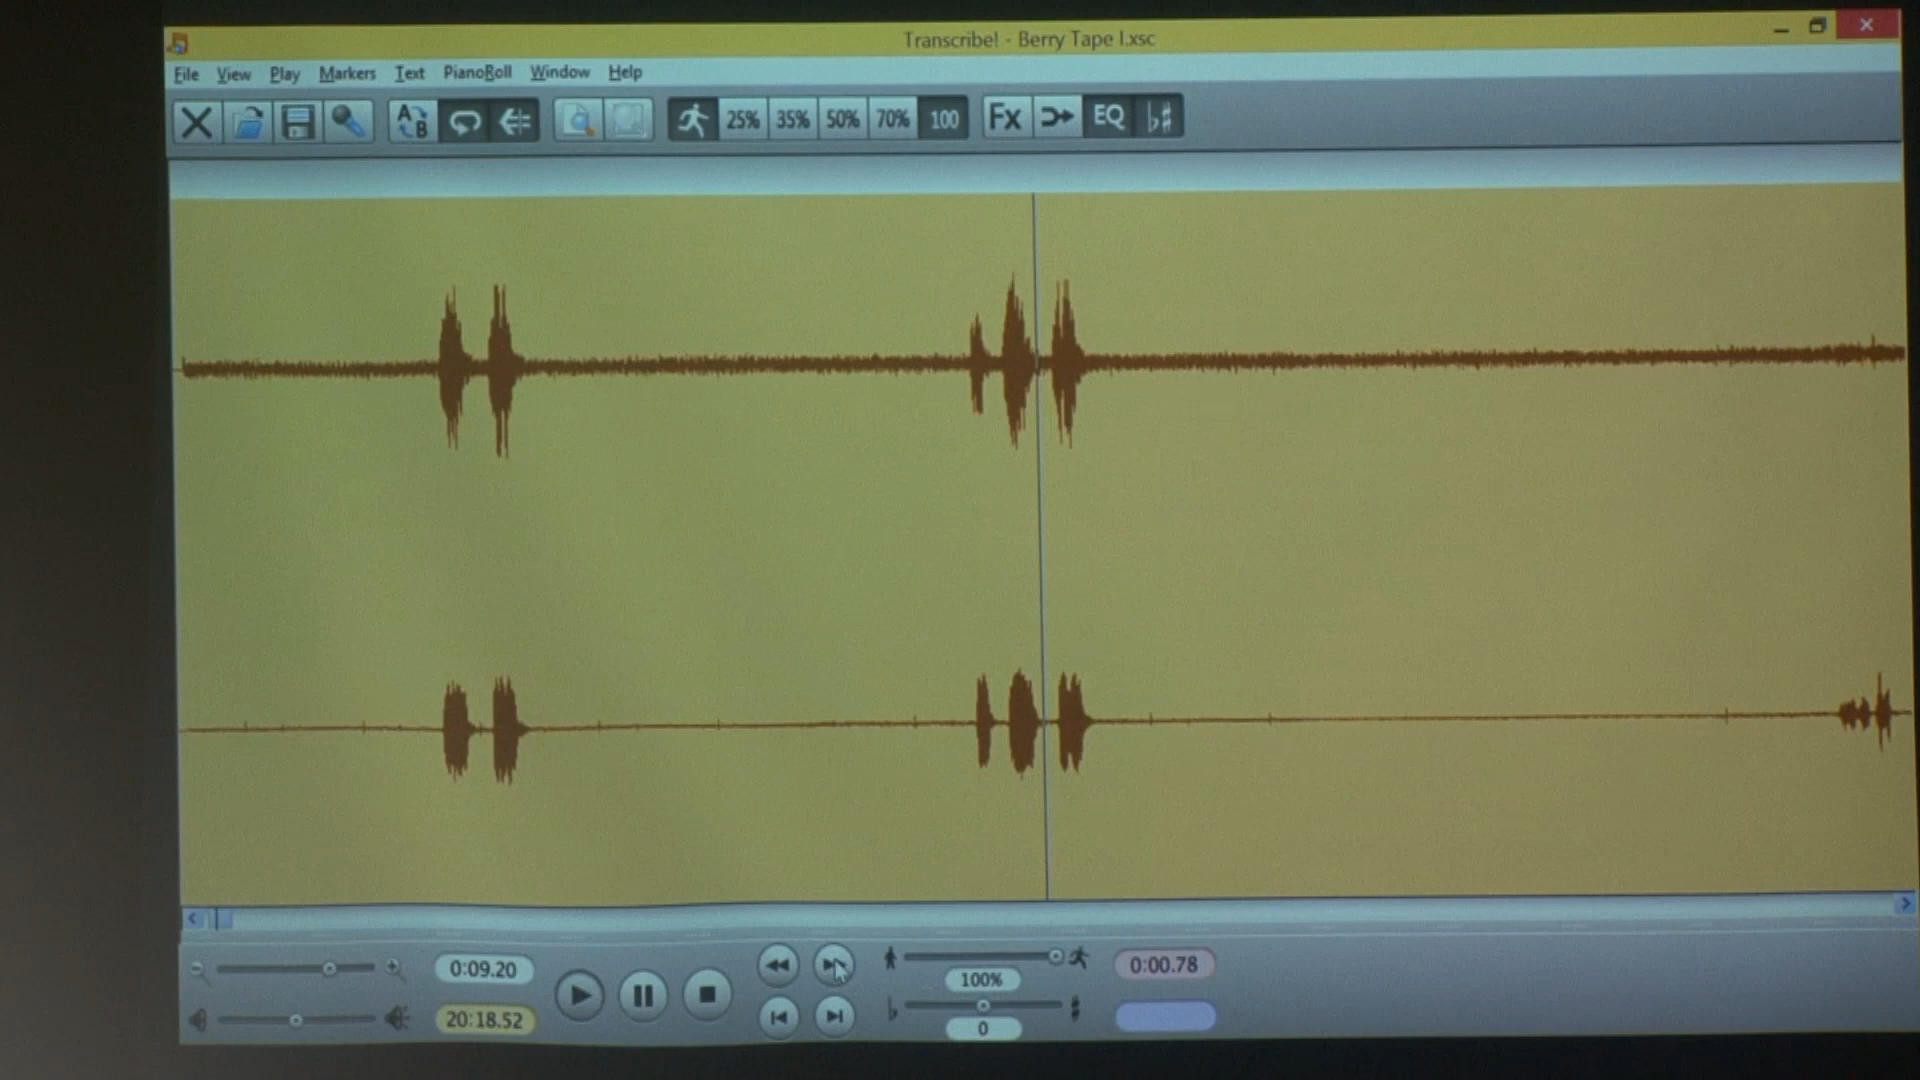 Transcribe! - Berry Tape I.xsc
File View Play Markers Text PianoRoll Window Help
A B 25% 35% 50% 70% 100 Fx EQ
0:09.20
100%
0:00.78
20:18.52
0